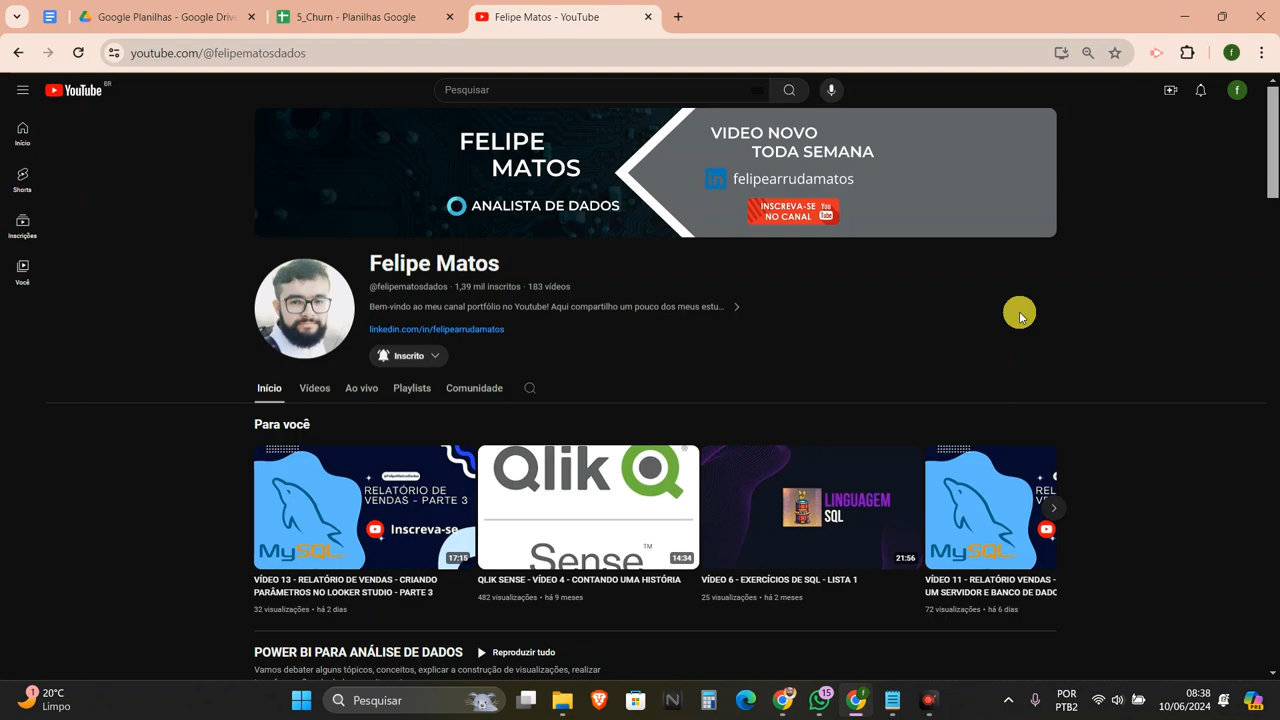 Google Planilhas - Google Drive
5_Churn - Planilhas Google
Felipe Matos - YouTube
youtube.com/@felipematosdados
YouTube BR
Pesquisar
FELIPE
MATOS
ANALISTA DE DADOS
VIDEO NOVO
TODA SEMANA
in felipearrudamatos
INSCREVA-SE
NO CANAL
You
Tube
Início
Shorts
Inscrições
Você
Felipe Matos
@felipematosdados · 1,39 mil inscritos · 183 vídeos
Bem-vindo ao meu canal portfólio no Youtube! Aqui compartilho um pouco dos meus estu...
linkedin.com/in/felipearrudamatos
Inscrito
Início Vídeos Ao vivo Playlists Comunidade
Para você
RELATÓRIO DE
VENDAS - PARTE 3
Inscreva-se
MySQL
17:15
Qlik
Sense™
14:34
LINGUAGEM
SQL
21:56
MySQL
VÍDEO 13 - RELATÓRIO DE VENDAS - CRIANDO
PARÂMETROS NO LOOKER STUDIO - PARTE 3
32 visualizações • há 2 dias
QLIK SENSE - VÍDEO 4 - CONTANDO UMA HISTÓRIA
482 visualizações • há 9 meses
VÍDEO 6 - EXERCÍCIOS DE SQL - LISTA 1
25 visualizações • há 2 meses
VÍDEO 11 - RELATÓRIO VENDAS -
UM SERVIDOR E BANCO DE DADO
72 visualizações • há 6 dias
POWER BI PARA ANÁLISE DE DADOS
Reproduzir tudo
Vamos debater alguns tópicos, conceitos, explicar a construção de visualizações, realizar
1
20°C
Limpo
Pesquisar
15
POR
PTB2
08:38
10/06/2024